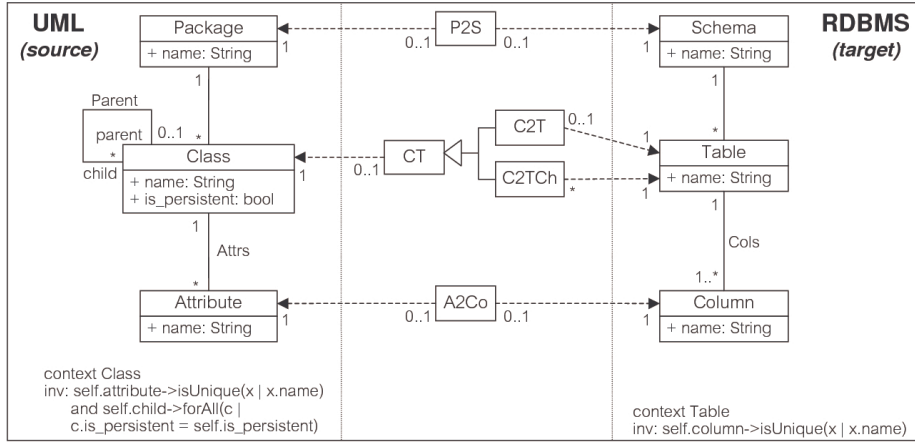 UML
(source)
Package
+ name: String
1
0..1
P2S
0..1
1
Schema
+ name: String
RDBMS
(target)
1
1
Parent
parent
0..1
*
*
child
Class
+ name: String
+ is_persistent: bool
1
0..1
CT
C2T
0..1
C2TCh
*
1
1
*
Table
+ name: String
1
Attrs
*
1
Cols
1..*
Attribute
+ name: String
1
0..1
A2Co
0..1
1
Column
+ name: String
context Class
inv: self.attribute->isUnique(x | x.name)
and self.child->forAll(c |
c.is_persistent = self.is_persistent)
context Table
inv: self.column->isUnique(x | x.name)